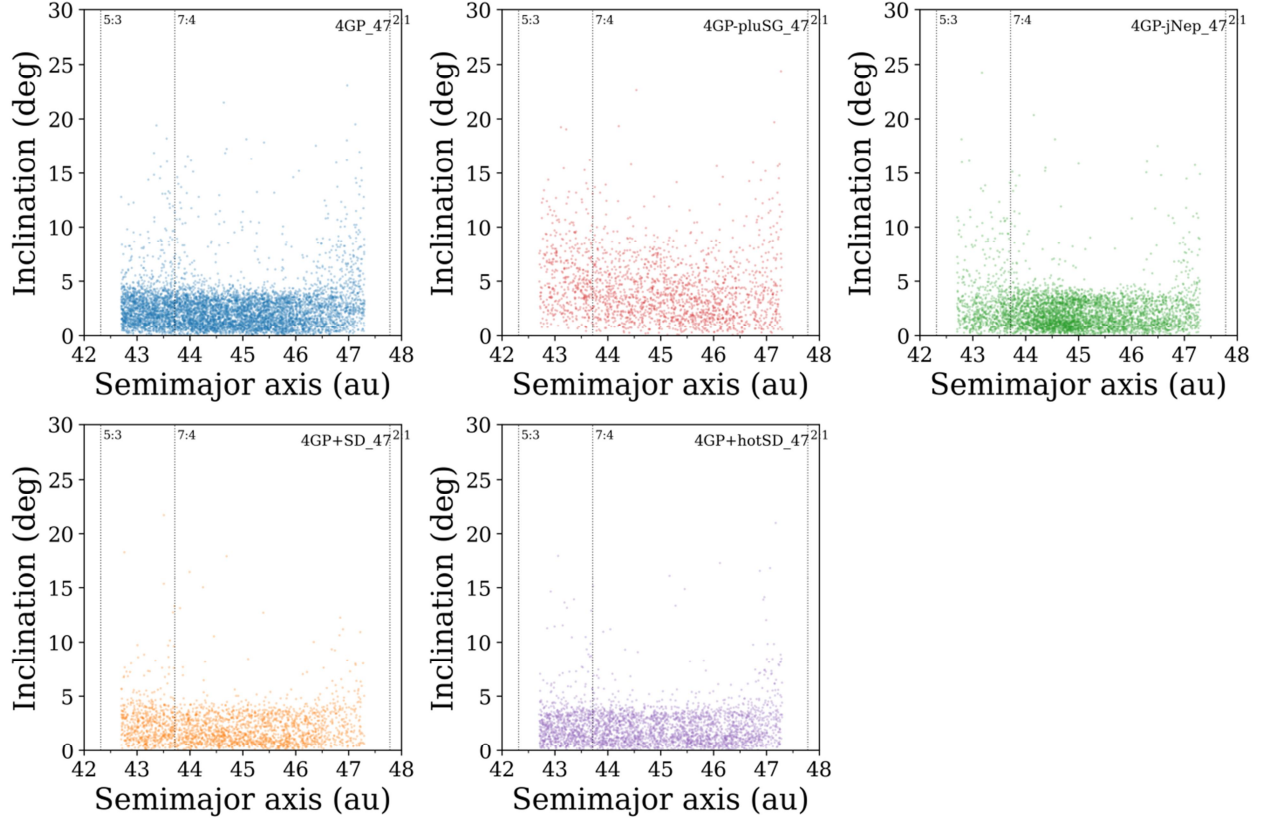 30
5:3
7:4
4GP_47
2:1
25
20
15
10
5
0
Inclination (deg)
42 43 44 45 46 47 48
Semimajor axis (au)
30
5:3
7:4
4GP-pluSG_47
2:1
25
20
15
10
5
0
Inclination (deg)
42 43 44 45 46 47 48
Semimajor axis (au)
30
5:3
7:4
4GP-jNep_47
2:1
25
20
15
10
5
0
Inclination (deg)
42 43 44 45 46 47 48
Semimajor axis (au)
30
5:3
7:4
4GP+SD_47
2:1
25
20
15
10
5
0
Inclination (deg)
42 43 44 45 46 47 48
Semimajor axis (au)
30
5:3
7:4
4GP+hotSD_47
2:1
25
20
15
10
5
0
Inclination (deg)
42 43 44 45 46 47 48
Semimajor axis (au)